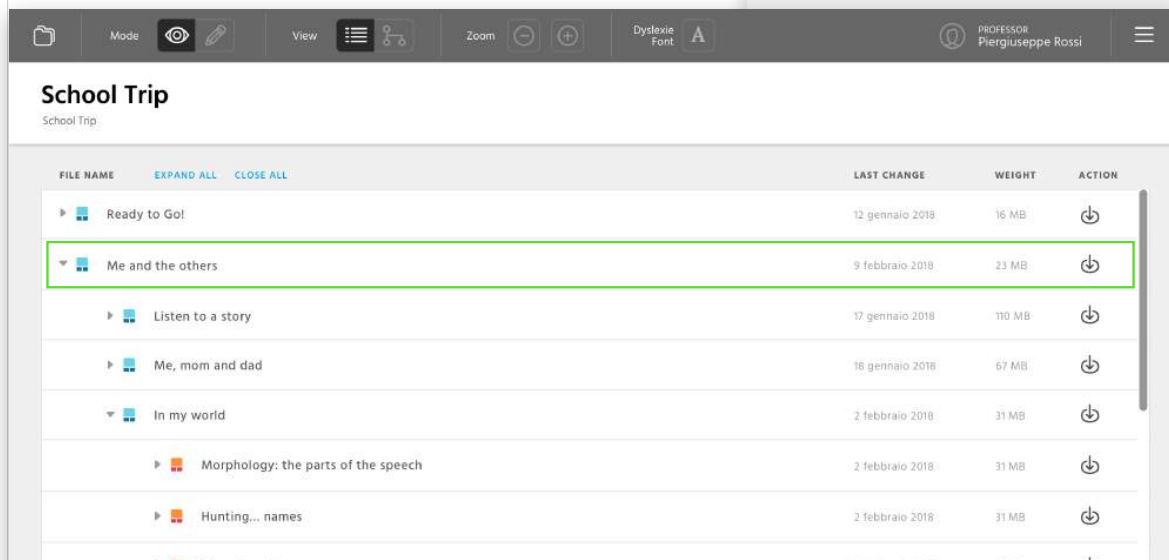 Mode View Zoom Dyslexie Font A PROFESSOR Piergiuseppe Rossi
School Trip
School Trip
FILE NAME EXPAND ALL CLOSE ALL LAST CHANGE WEIGHT ACTION
Ready to Go! 12 gennaio 2018 16 MB
Me and the others 9 febbraio 2018 23 MB
Listen to a story 17 gennaio 2018 110 MB
Me, mom and dad 18 gennaio 2018 67 MB
In my world 2 febbraio 2018 31 MB
Morphology: the parts of the speech 2 febbraio 2018 31 MB
Hunting... names 2 febbraio 2018 31 MB